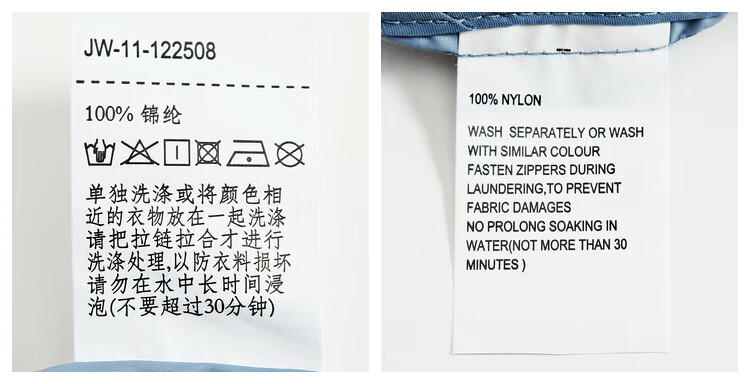 JW-11-122508
100% 锦纶
单独洗涤或将颜色相
近的衣物放在一起洗涤
请把拉链拉合才进行
洗涤处理,以防衣料损坏
请勿在水中长时间浸
泡(不要超过30分钟)
100% NYLON
WASH SEPARATELY OR WASH
WITH SIMILAR COLOUR
FASTEN ZIPPERS DURING
LAUNDERING,TO PREVENT
FABRIC DAMAGES
NO PROLONG SOAKING IN
WATER(NOT MORE THAN 30
MINUTES )